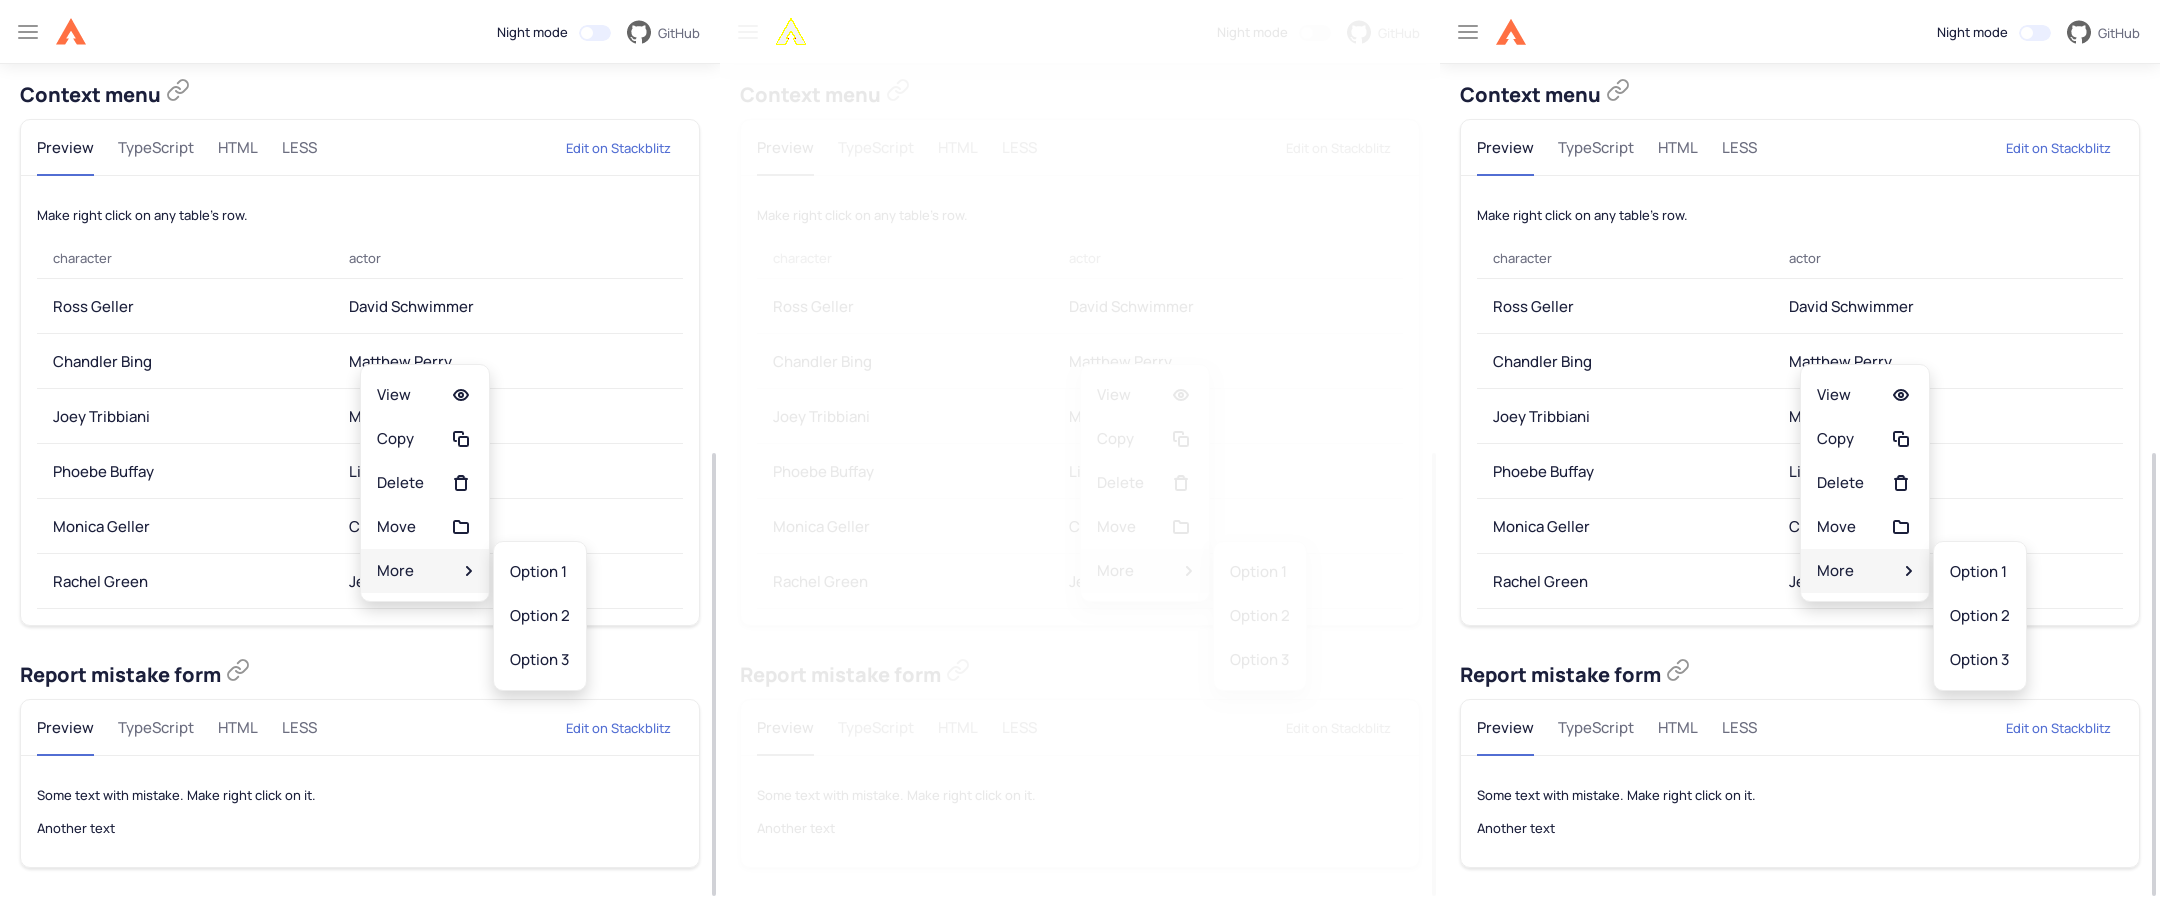 Night mode GitHub
Context menu
Preview TypeScript HTML LESS Edit on Stackblitz
Make right click on any table's row.
character actor
Ross Geller David Schwimmer
Chandler Bing Matthew Perry
View
Joey Tribbiani M
Copy
Phoebe Buffay Li
Delete
Monica Geller C
Move
More
Option 1
Rachel Green Je
Option 2
Option 3
Report mistake form
Preview TypeScript HTML LESS Edit on Stackblitz
Some text with mistake. Make right click on it.
Another text
Night mode GitHub
Context menu
Preview TypeScript HTML LESS Edit on Stackblitz
Make right click on any table's row.
character actor
Ross Geller David Schwimmer
Chandler Bing Matthew Perry
View
Joey Tribbiani M
Copy
Phoebe Buffay Li
Delete
Monica Geller C
Move
More
Option 1
Rachel Green Je
Option 2
Option 3
Report mistake form
Preview TypeScript HTML LESS Edit on Stackblitz
Some text with mistake. Make right click on it.
Another text
Night mode GitHub
Context menu
Preview TypeScript HTML LESS Edit on Stackblitz
Make right click on any table's row.
character actor
Ross Geller David Schwimmer
Chandler Bing Matthew Perry
View
Joey Tribbiani M
Copy
Phoebe Buffay Li
Delete
Monica Geller C
Move
More
Option 1
Rachel Green Je
Option 2
Option 3
Report mistake form
Preview TypeScript HTML LESS Edit on Stackblitz
Some text with mistake. Make right click on it.
Another text